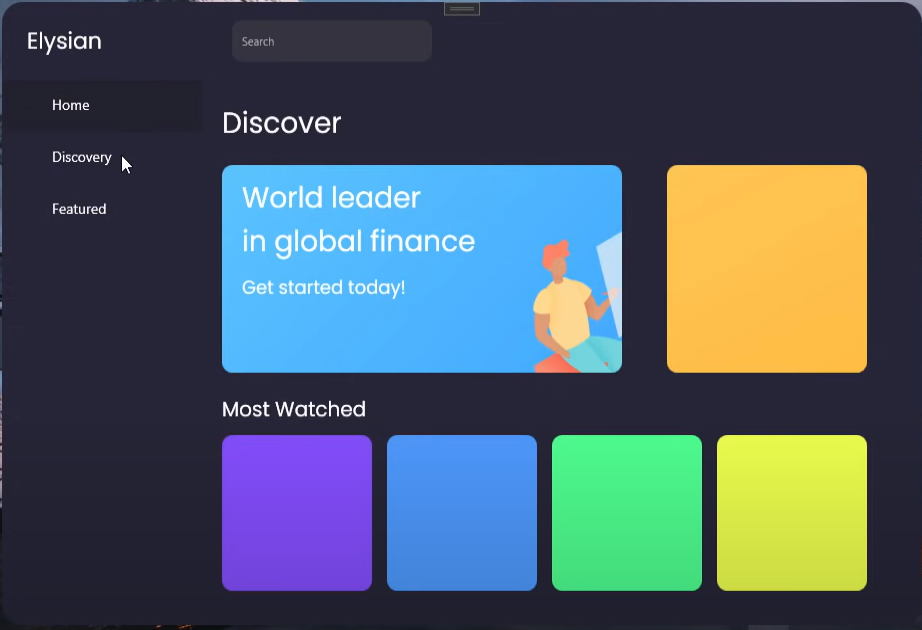 Elysian
Search
Home
Discovery
Featured
Discover
World leader
in global finance
Get started today!
Most Watched